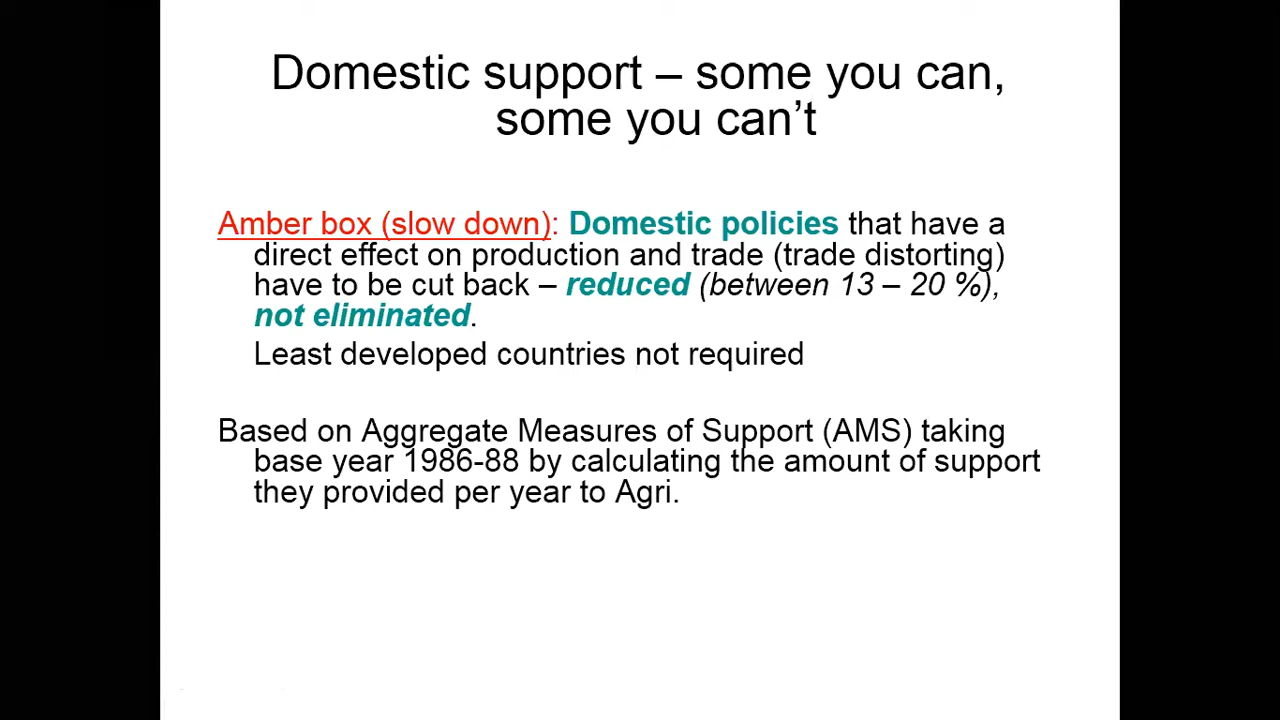 Domestic support – some you can,
some you can’t
Amber box (slow down): Domestic policies that have a
direct effect on production and trade (trade distorting)
have to be cut back – reduced (between 13 – 20 %),
not eliminated.
Least developed countries not required
Based on Aggregate Measures of Support (AMS) taking
base year 1986-88 by calculating the amount of support
they provided per year to Agri.